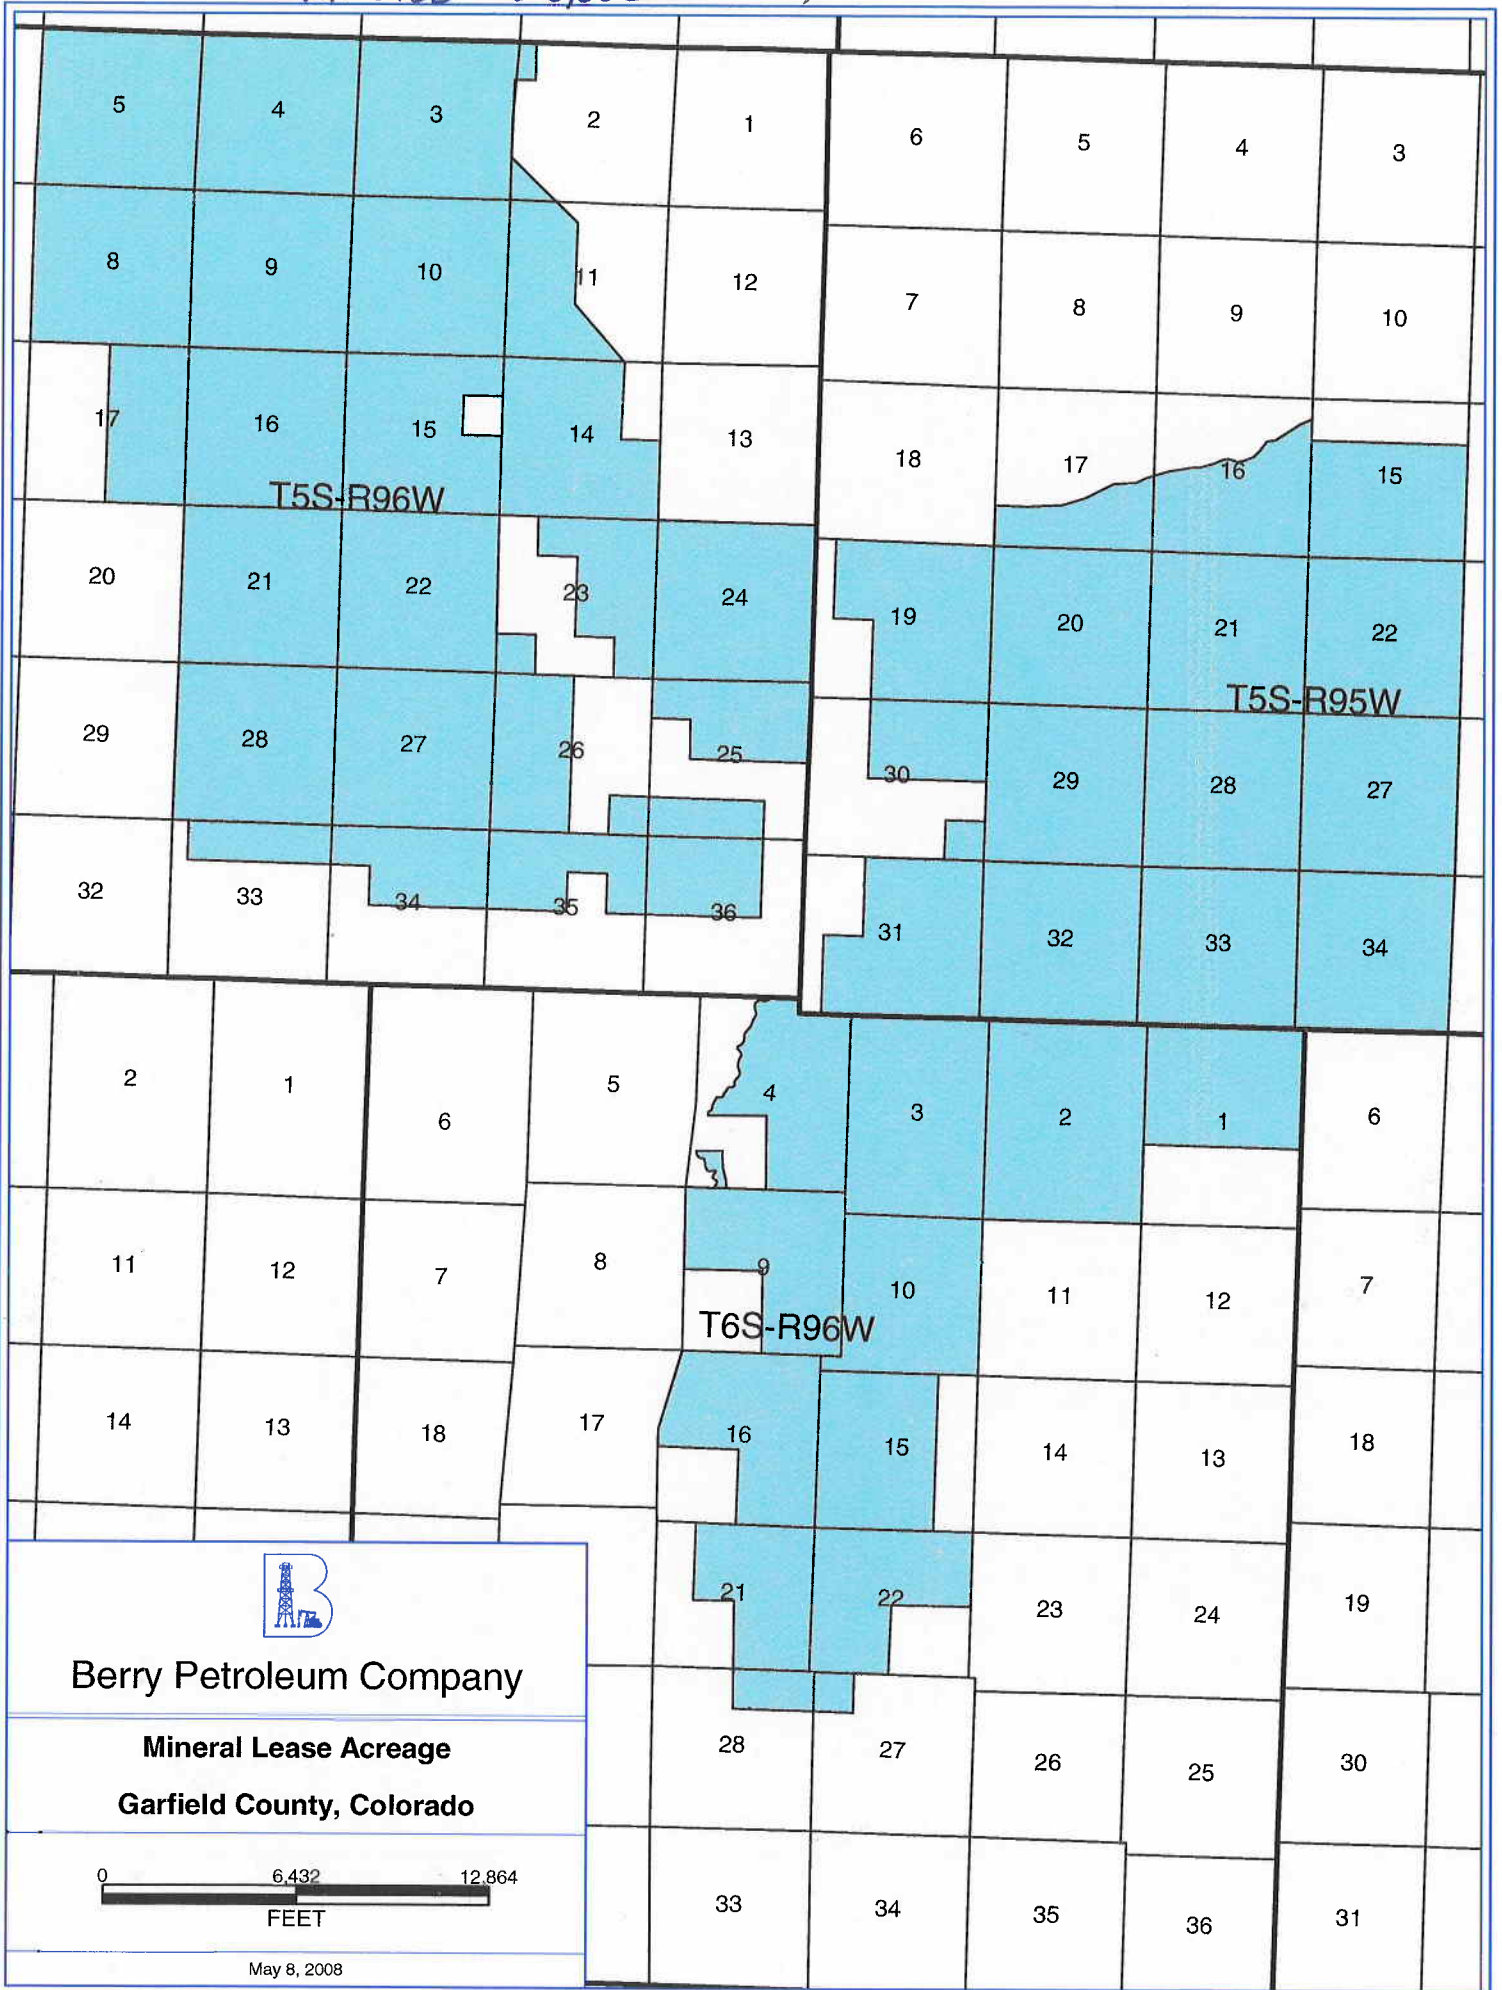 5 4 3 2 1 6 5 4 3
8 9 10 11 12 7 8 9 10
17 16 15 14 13 18 17 16 15
T5S-R96W
20 21 22 23 24 19 20 21 22
T5S-R95W
29 28 27 26 25 30 29 28 27
32 33 34 35 36 31 32 33 34
2 1 6 5 4 3 2 1 6
11 12 7 8 9 10 11 12 7
T6S-R96W
14 13 18 17 16 15 14 13 18
21 22 23 24 19
28 27 26 25 30
33 34 35 36 31
B
Berry Petroleum Company
Mineral Lease Acreage
Garfield County, Colorado
0 6,432 12,864
FEET
May 8, 2008